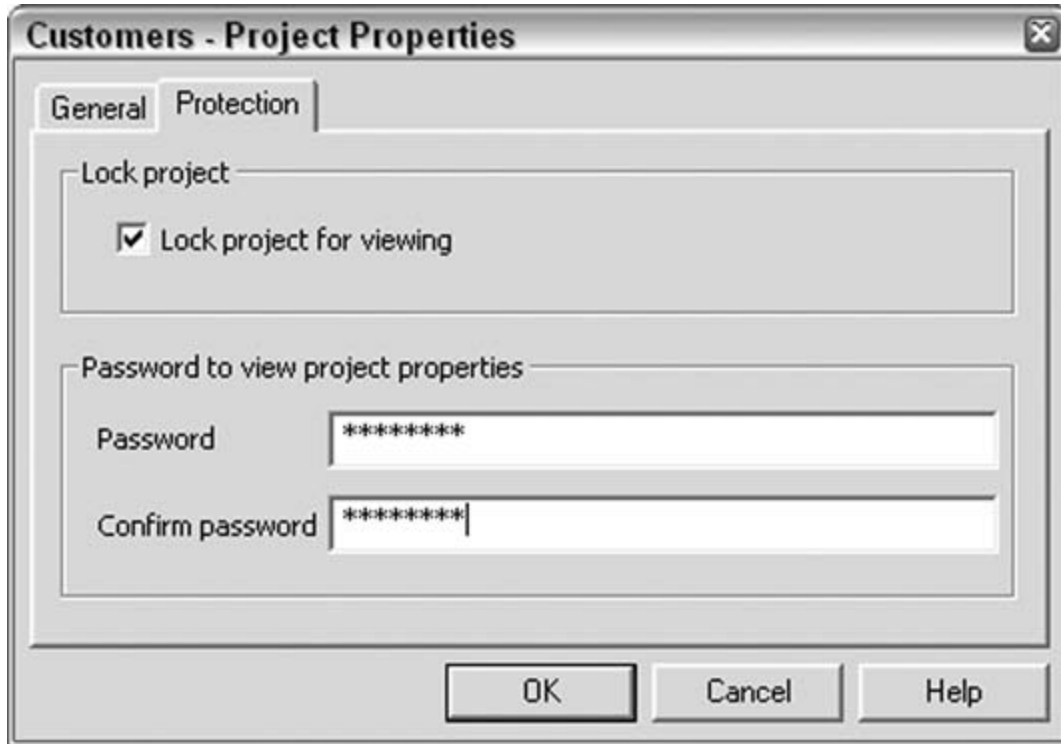 Customers - Project Properties
General Protection
Lock project
Lock project for viewing
Password to view project properties
Password ********
Confirm password ********
OK Cancel Help